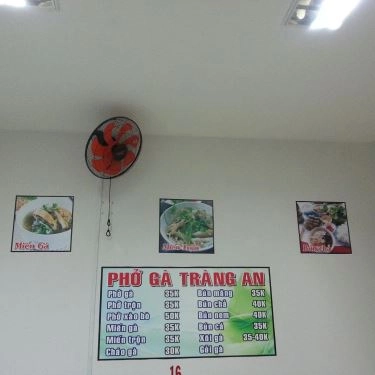 Miến Gà
Miến Trộn
PHỞ GÀ TRÀNG AN
Phở gà 35K
Phở trộn 35K
Phở xào bò 50K
Miến gà 35K
Miến trộn 35K
Cháo gà 30K
Bún măng 35K
Bún chả 40K
Bún nem 40K
Bún cá 35K
Xôi gà 35-40K
Gỏi gà
16